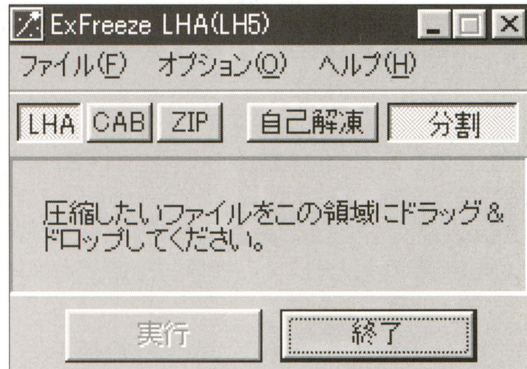 ExFreeze LHA(LH5)
ファイル(F) オプション(O) ヘルプ(H)
LHA CAB ZIP 自己解凍 分割
圧縮したいファイルをこの領域にドラッグ&
ドロップしてください。
実行 終了